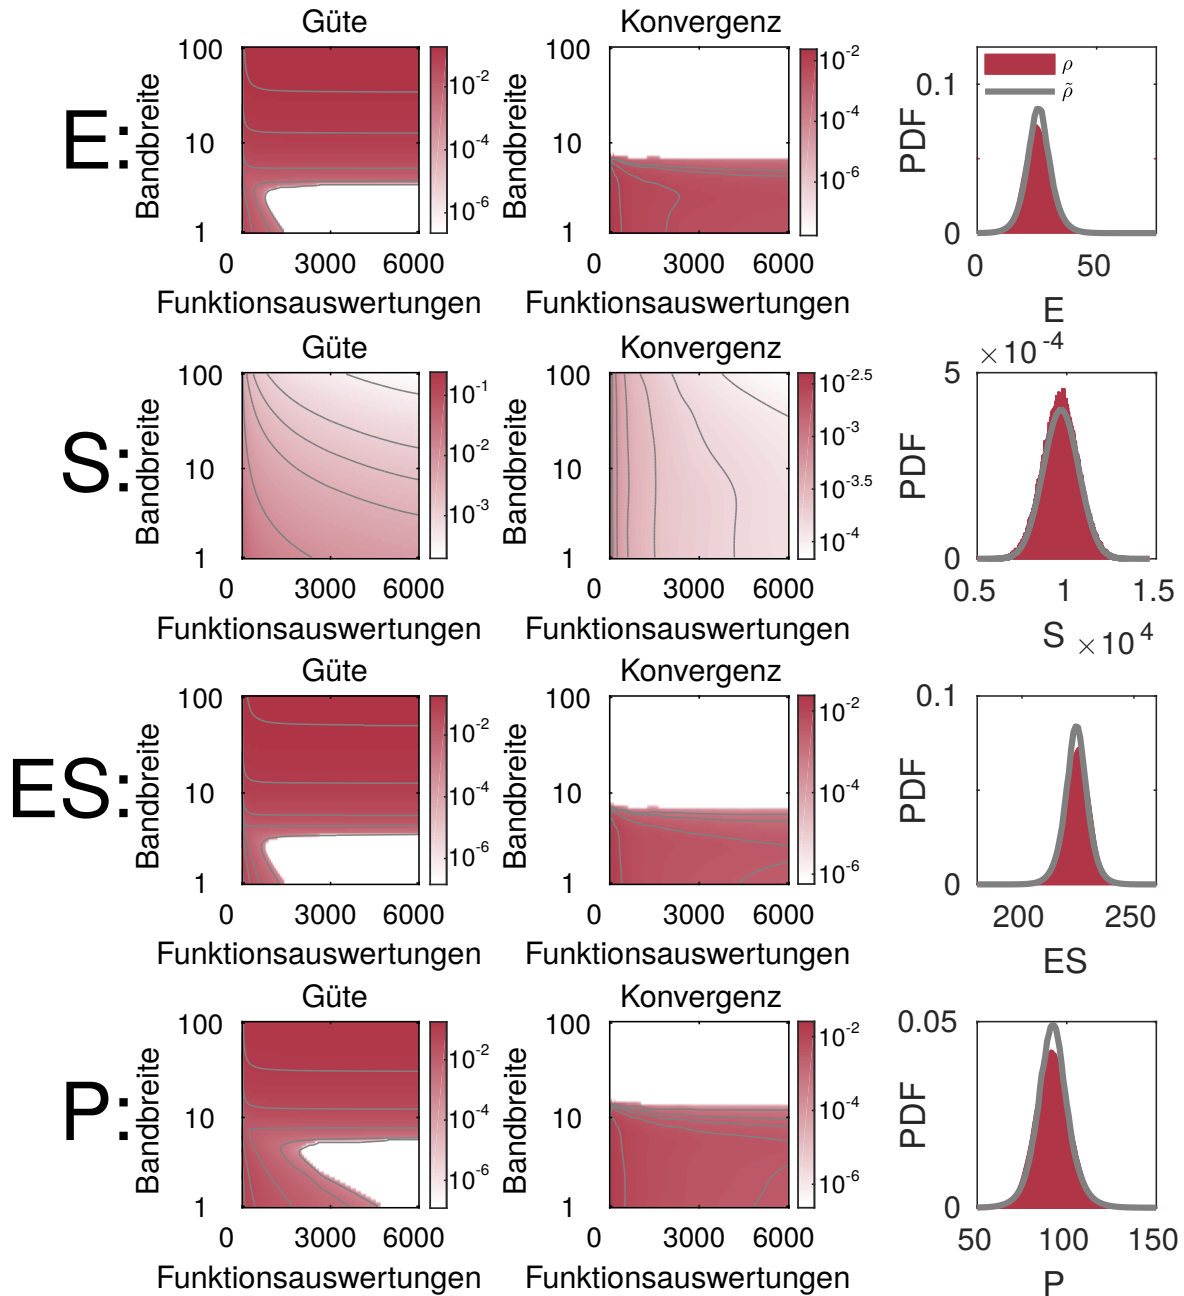 Güte Konvergenz
E:
Bandbreite
100
10
1
0 3000 6000
Funktionsauswertungen
10-2
10-4
10-6
Bandbreite
0 3000 6000
Funktionsauswertungen
100
10
1
10-2
10-4
10-6
PDF
0.1
0
ρ
ρ̃
0 50
E
Güte Konvergenz
S:
Bandbreite
100
10
1
0 3000 6000
Funktionsauswertungen
10-1
10-2
10-3
Bandbreite
100
10
1
0 3000 6000
Funktionsauswertungen
10-2.5
10-3
10-3.5
10-4
× 10-4
PDF
5
0
0.5 1 1.5
S × 104
Güte Konvergenz
ES:
Bandbreite
100
10
1
0 3000 6000
Funktionsauswertungen
10-2
10-4
10-6
Bandbreite
100
10
1
0 3000 6000
Funktionsauswertungen
10-2
10-4
10-6
PDF
0.1
0
200 250
ES
Güte Konvergenz
P:
Bandbreite
100
10
1
0 3000 6000
Funktionsauswertungen
10-2
10-4
10-6
Bandbreite
100
10
1
0 3000 6000
Funktionsauswertungen
10-2
10-4
10-6
PDF
0.05
0
50 100 150
P